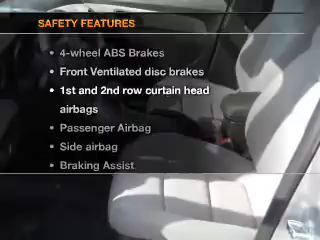 SAFETY FEATURES
• 4-wheel ABS Brakes
• Front Ventilated disc brakes
• 1st and 2nd row curtain head
airbags
• Passenger Airbag
• Side airbag
• Braking Assist